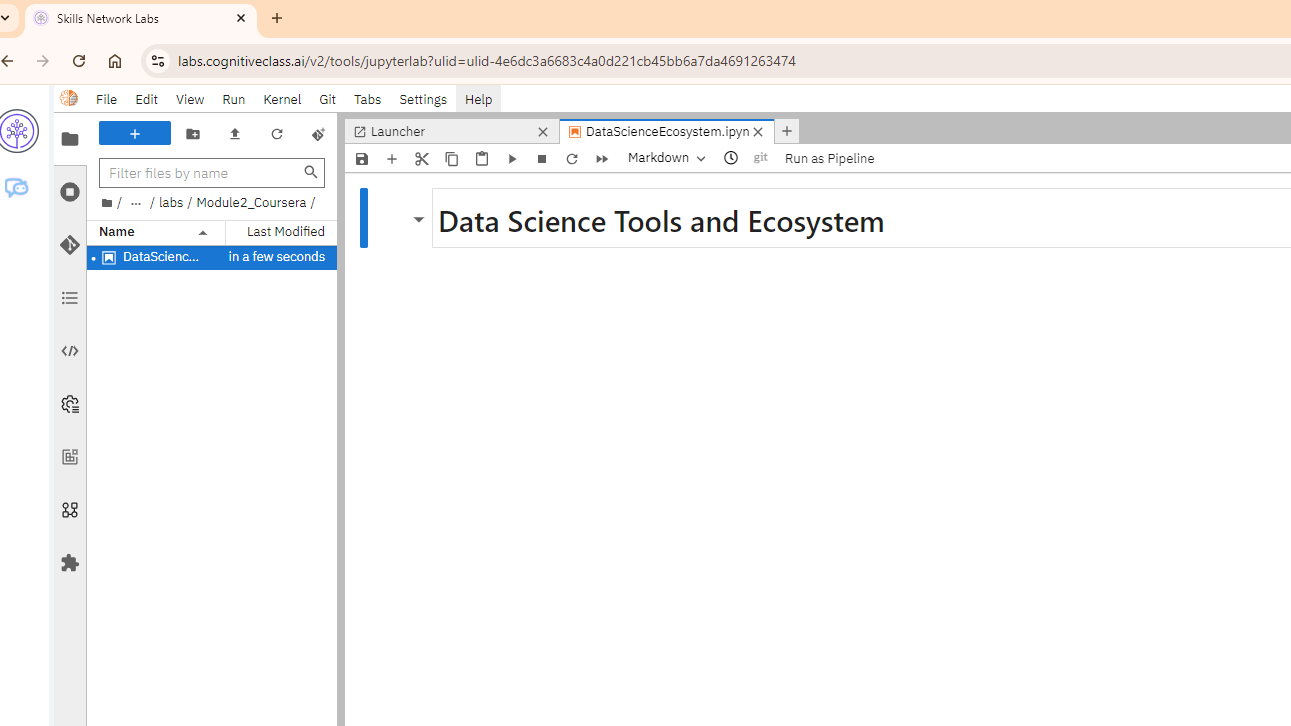 Skills Network Labs
labs.cognitiveclass.ai/v2/tools/jupyterlab?ulid=ulid-4e6dc3a6683c4a0d221cb45bb6a7da4691263474
File Edit View Run Kernel Git Tabs Settings Help
Launcher DataScienceEcosystem.ipyn
Markdown git Run as Pipeline
Filter files by name
/ ... / labs / Module2_Coursera /
Name Last Modified
DataScienc... in a few seconds
Data Science Tools and Ecosystem